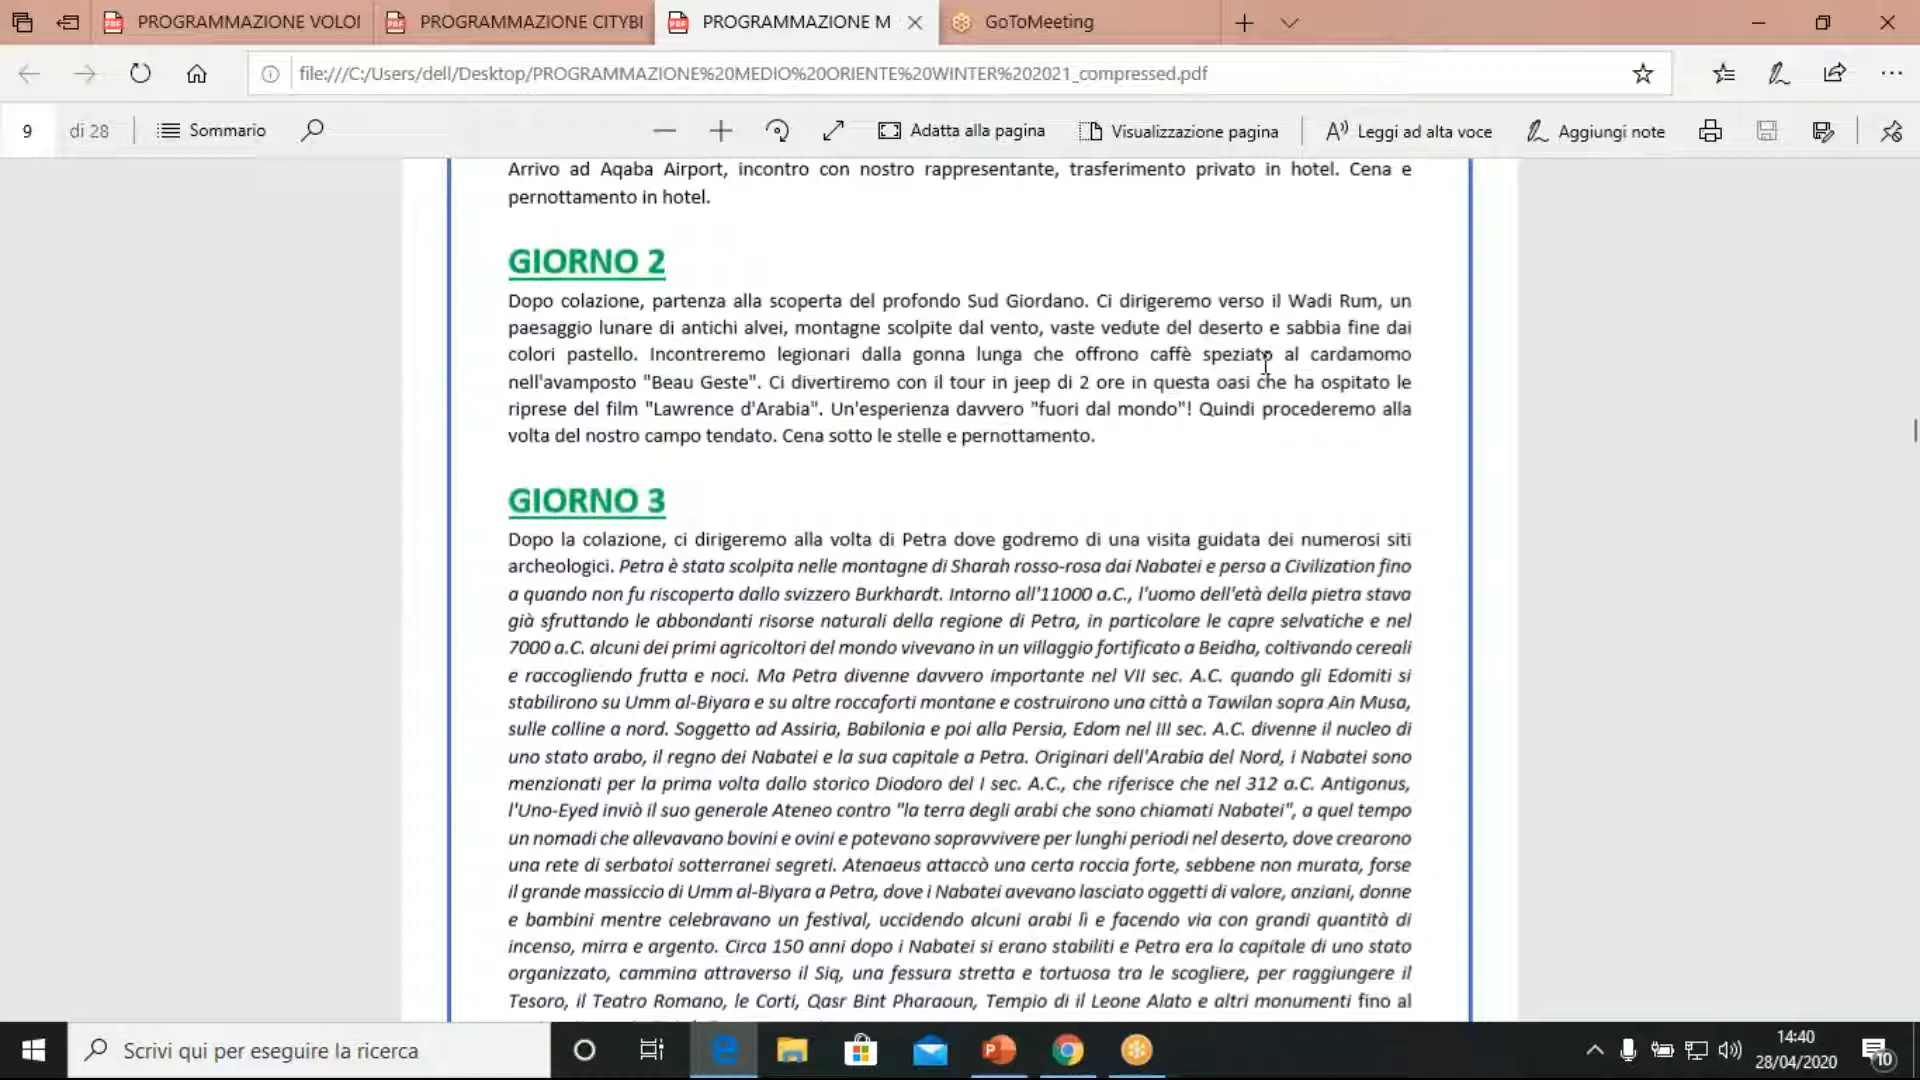 PROGRAMMAZIONE VOLOI
PROGRAMMAZIONE CITYBI
PROGRAMMAZIONE M
GoToMeeting
file:///C:/Users/dell/Desktop/PROGRAMMAZIONE%20MEDIO%20ORIENTE%20WINTER%202021_compressed.pdf
9 di 28 Sommario Adatta alla pagina Visualizzazione pagina Leggi ad alta voce Aggiungi note
Arrivo ad Aqaba Airport, incontro con nostro rappresentante, trasferimento privato in hotel. Cena e
pernottamento in hotel.
GIORNO 2
Dopo colazione, partenza alla scoperta del profondo Sud Giordano. Ci dirigeremo verso il Wadi Rum, un
paesaggio lunare di antichi alvei, montagne scolpite dal vento, vaste vedute del deserto e sabbia fine dai
colori pastello. Incontreremo legionari dalla gonna lunga che offrono caffè speziato al cardamomo
nell'avamposto "Beau Geste". Ci divertiremo con il tour in jeep di 2 ore in questa oasi che ha ospitato le
riprese del film "Lawrence d'Arabia". Un'esperienza davvero "fuori dal mondo"! Quindi procederemo alla
volta del nostro campo tendato. Cena sotto le stelle e pernottamento.
GIORNO 3
Dopo la colazione, ci dirigeremo alla volta di Petra dove godremo di una visita guidata dei numerosi siti
archeologici. Petra è stata scolpita nelle montagne di Sharah rosso-rosa dai Nabatei e persa a Civilization fino
a quando non fu riscoperta dallo svizzero Burkhardt. Intorno all'11000 a.C., l'uomo dell'età della pietra stava
già sfruttando le abbondanti risorse naturali della regione di Petra, in particolare le capre selvatiche e nel
7000 a.C. alcuni dei primi agricoltori del mondo vivevano in un villaggio fortificato a Beidha, coltivando cereali
e raccogliendo frutta e noci. Ma Petra divenne davvero importante nel VII sec. A.C. quando gli Edomiti si
stabilirono su Umm al-Biyara e su altre roccaforti montane e costruirono una città a Tawilan sopra Ain Musa,
sulle colline a nord. Soggetto ad Assiria, Babilonia e poi alla Persia, Edom nel III sec. A.C. divenne il nucleo di
uno stato arabo, il regno dei Nabatei e la sua capitale a Petra. Originari dell'Arabia del Nord, i Nabatei sono
menzionati per la prima volta dallo storico Diodoro del I sec. A.C., che riferisce che nel 312 a.C. Antigonus,
l'Uno-Eyed inviò il suo generale Ateneo contro "la terra degli arabi che sono chiamati Nabatei", a quel tempo
un nomadi che allevavano bovini e ovini e potevano sopravvivere per lunghi periodi nel deserto, dove crearono
una rete di serbatoi sotterranei segreti. Atenaeus attaccò una certa roccia forte, sebbene non murata, forse
il grande massiccio di Umm al-Biyara a Petra, dove i Nabatei avevano lasciato oggetti di valore, anziani, donne
e bambini mentre celebravano un festival, uccidendo alcuni arabi lì e facendo via con grandi quantità di
incenso, mirra e argento. Circa 150 anni dopo i Nabatei si erano stabiliti e Petra era la capitale di uno stato
organizzato, cammina attraverso il Siq, una fessura stretta e tortuosa tra le scogliere, per raggiungere il
Tesoro, il Teatro Romano, le Corti, Qasr Bint Pharaoun, Tempio di il Leone Alato e altri monumenti fino al
Scrivi qui per eseguire la ricerca
14:40
28/04/2020
10